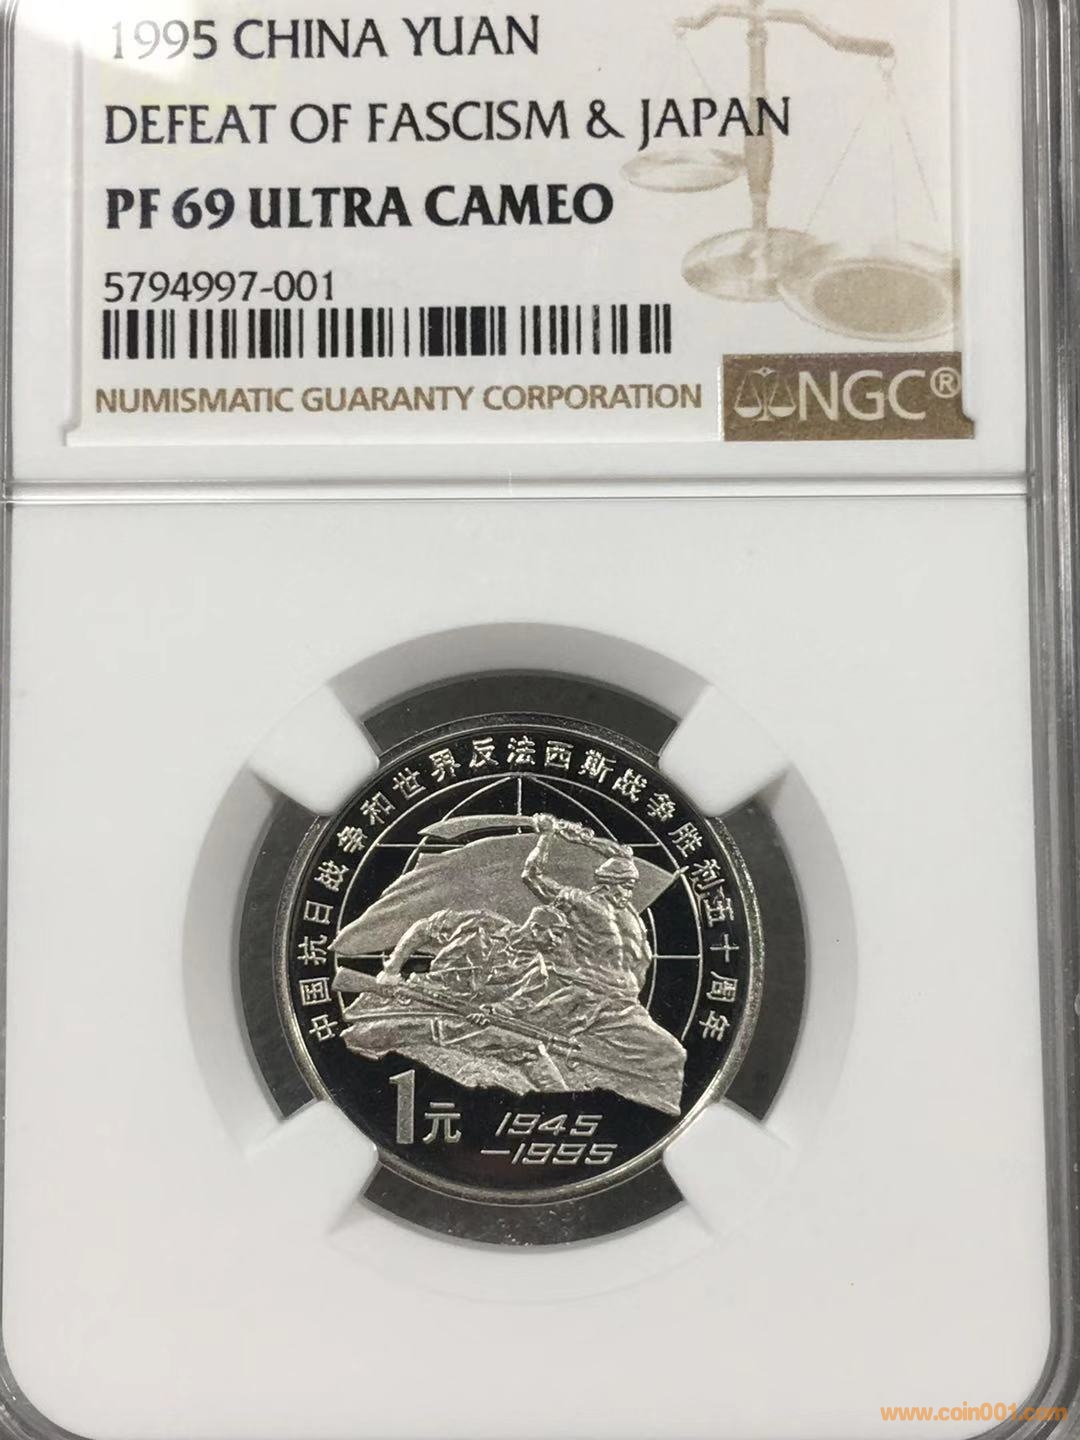 1995 CHINA YUAN
DEFEAT OF FASCISM & JAPAN
PF 69 ULTRA CAMEO
5794997-001
NUMISMATIC GUARANTY CORPORATION
NGC®
中国抗日战争和世界反法西斯战争胜利五十周年
1元
1945
-1995
www.coin001.com